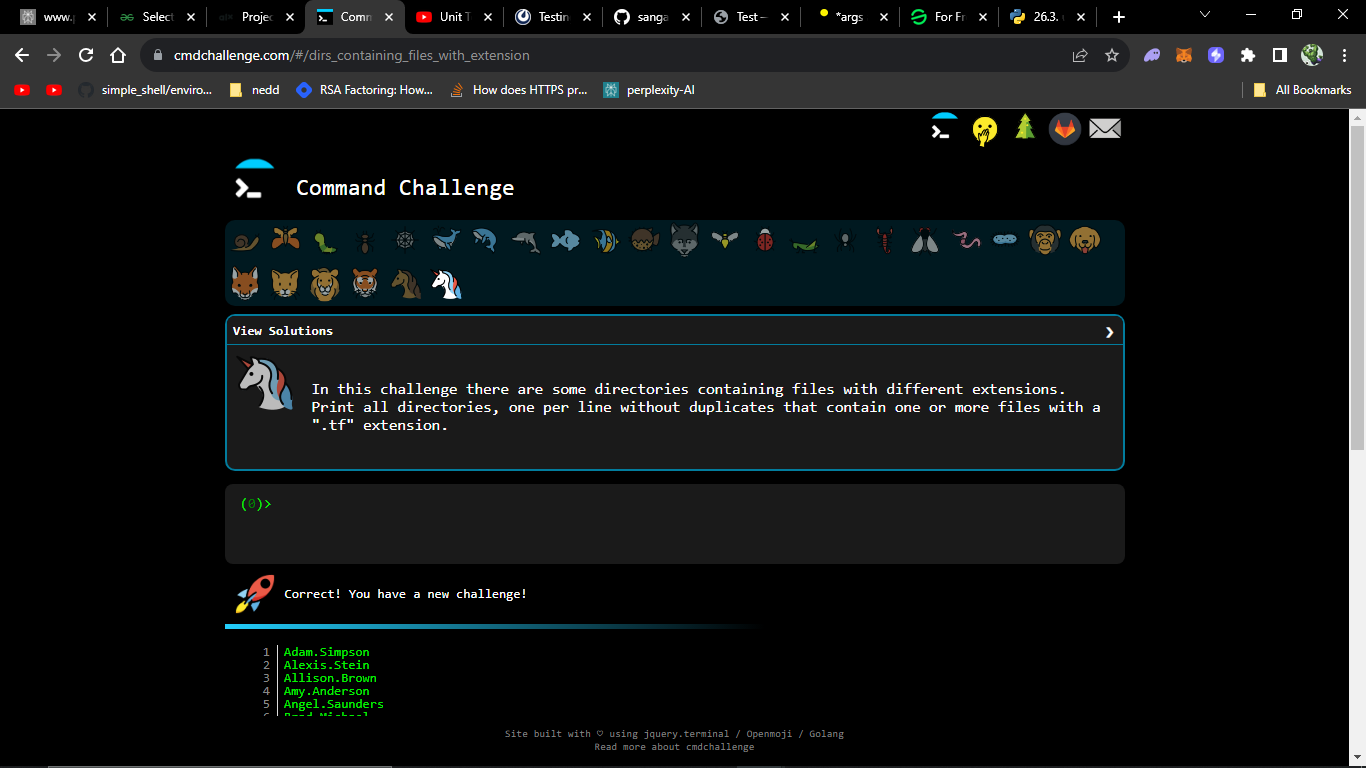 www.p
Select
Projec
Comm
Unit T
Testin
sanga
Test –
*args
For Fr
26.3.
cmdchallenge.com/#/dirs_containing_files_with_extension
simple_shell/enviro...
nedd
RSA Factoring: How...
How does HTTPS pr...
perplexity-AI
All Bookmarks
Command Challenge
View Solutions
In this challenge there are some directories containing files with different extensions.
Print all directories, one per line without duplicates that contain one or more files with a
".tf" extension.
(0)>
Correct! You have a new challenge!
1 Adam.Simpson
2 Alexis.Stein
3 Allison.Brown
4 Amy.Anderson
5 Angel.Saunders
6 Brad.Michael
Site built with ♡ using jquery.terminal / Openmoji / Golang
Read more about cmdchallenge